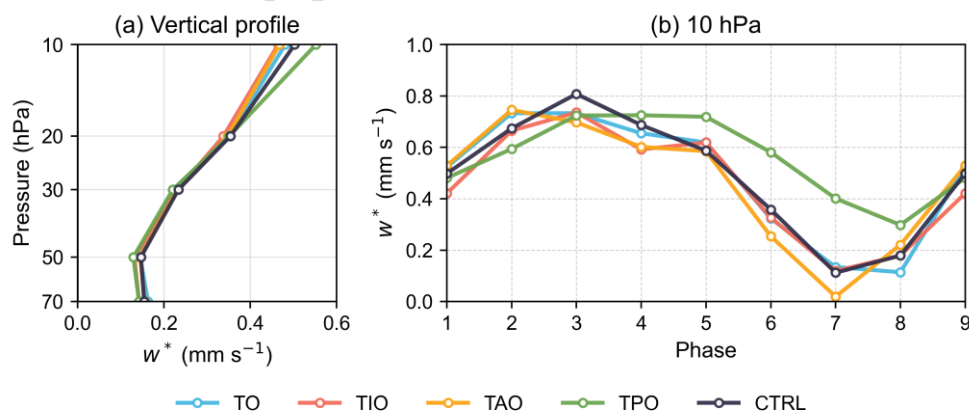 (a) Vertical profile
10
20
30
50
70
Pressure (hPa)
0.0 0.2 0.4 0.6
w* (mm s⁻¹)
(b) 10 hPa
1.0
0.8
0.6
0.4
0.2
0.0
w* (mm s⁻¹)
1 2 3 4 5 6 7 8 9
Phase
TO TIO TAO TPO CTRL